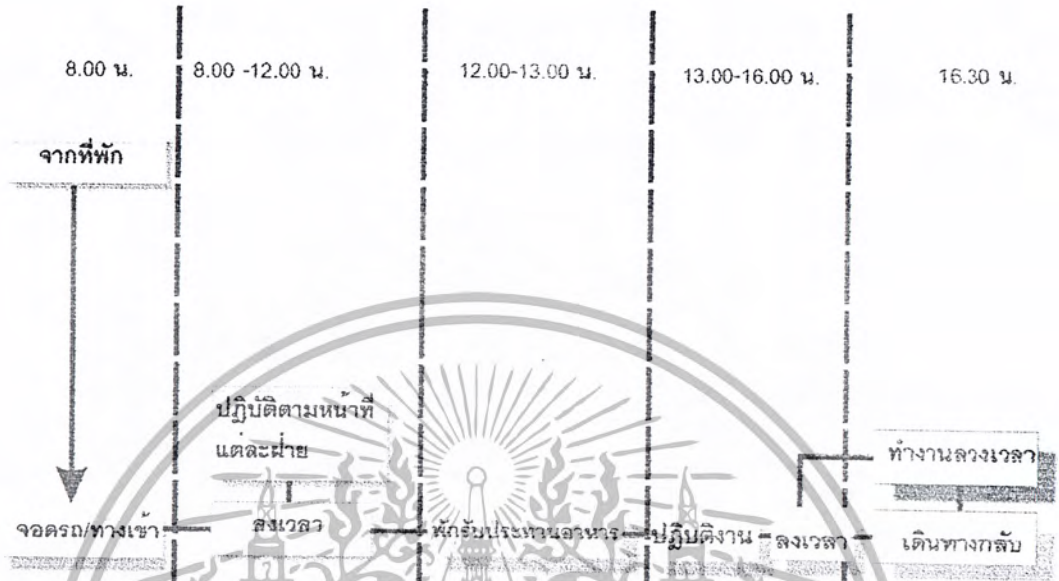 8.00 น.
8.00 -12.00 น.
12.00-13.00 น.
13.00-16.00 น.
16.30 น.
จากที่พัก
ปฏิบัติตามหน้าที่
แต่ละฝ่าย
ทำงานลวงเวลา
จอดรถ/ทางเข้า
ลงเวลา
พักรับประทานอาหาร
ปฏิบัติงาน
ลงเวลา
เดินทางกลับ